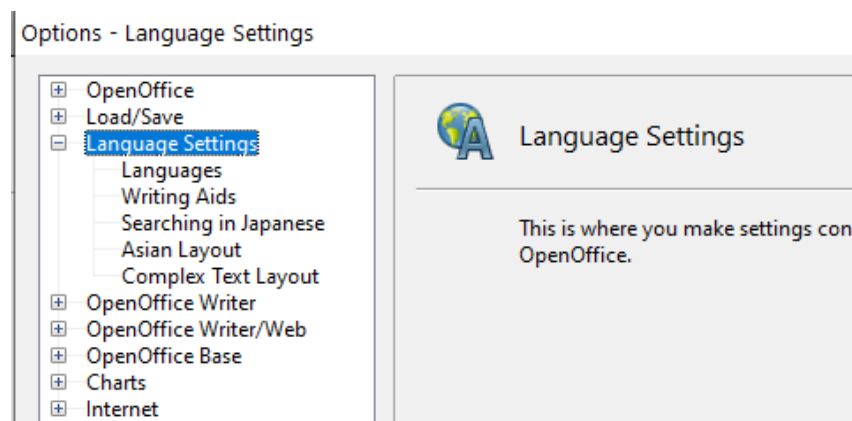 Options - Language Settings
OpenOffice
Load/Save
Language Settings
Languages
Writing Aids
Searching in Japanese
Asian Layout
Complex Text Layout
OpenOffice Writer
OpenOffice Writer/Web
OpenOffice Base
Charts
Internet
Language Settings
This is where you make settings con
OpenOffice.